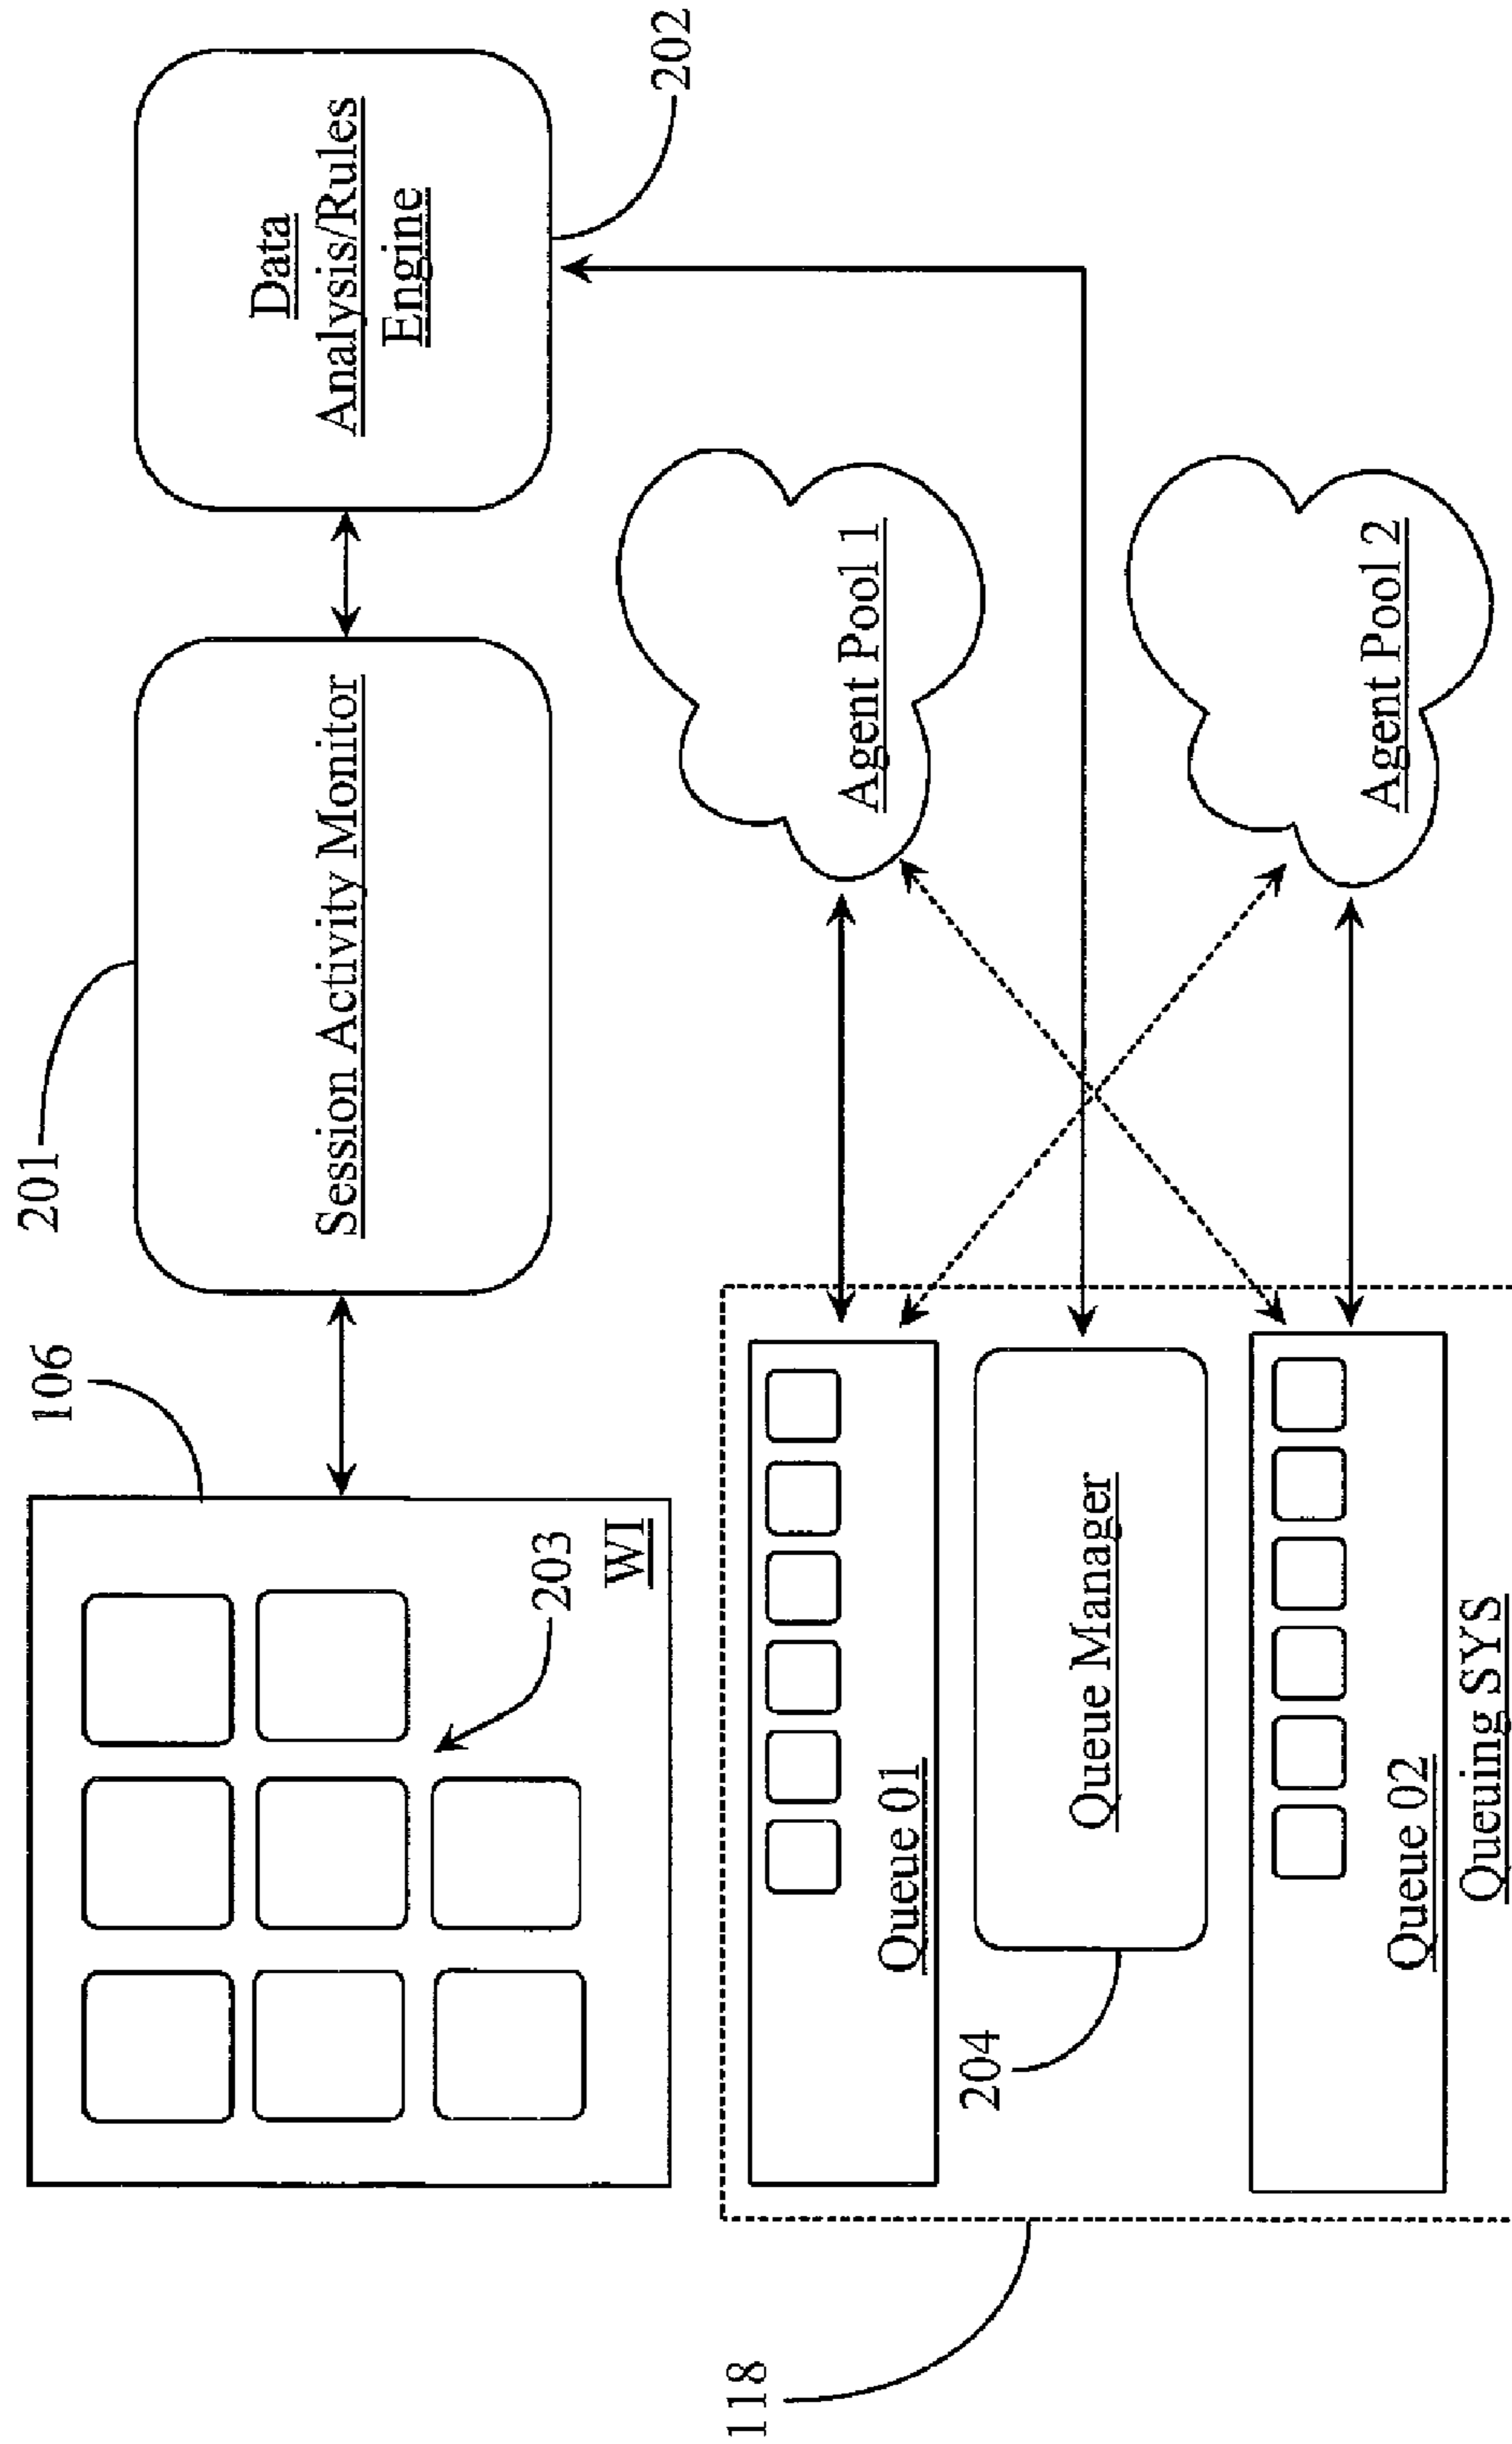 106
201
203
WI
Session Activity Monitor
Data
Analysis/Rules
Engine
202
118
204
Queue 01
Queue Manager
Queue 02
Queuing SYS
Agent Pool 1
Agent Pool 2